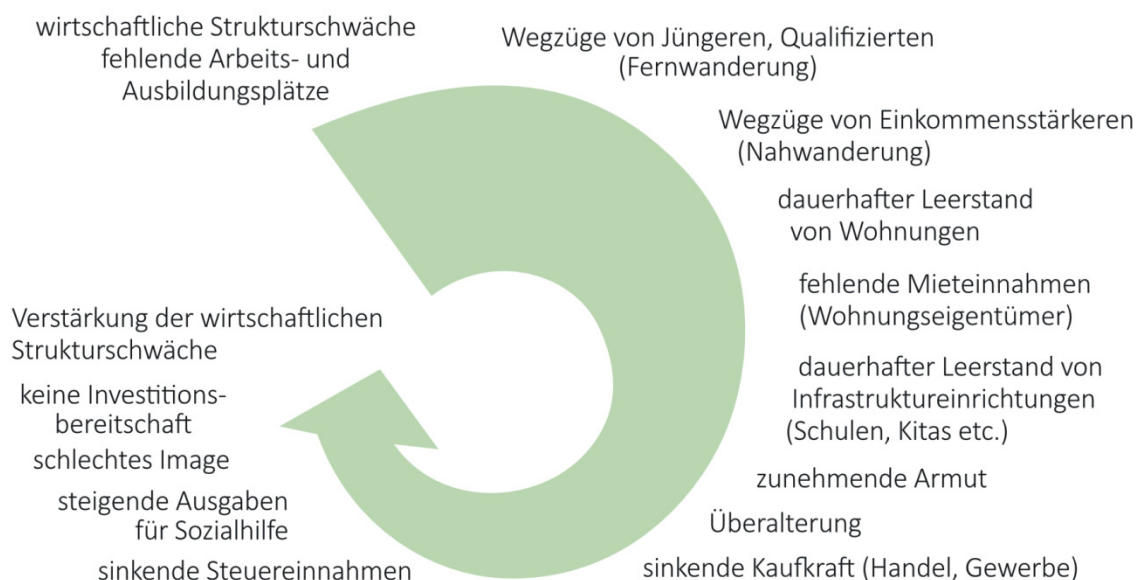 wirtschaftliche Strukturschwäche
fehlende Arbeits- und
Ausbildungsplätze
Wegzüge von Jüngeren, Qualifizierten
(Fernwanderung)
Wegzüge von Einkommensstärkeren
(Nahwanderung)
dauerhafter Leerstand
von Wohnungen
fehlende Mieteinnahmen
(Wohnungseigentümer)
dauerhafter Leerstand von
Infrastruktureinrichtungen
(Schulen, Kitas etc.)
zunehmende Armut
Überalterung
sinkende Kaufkraft (Handel, Gewerbe)
sinkende Steuereinnahmen
steigende Ausgaben
für Sozialhilfe
schlechtes Image
keine Investitions-
bereitschaft
Verstärkung der wirtschaftlichen
Strukturschwäche